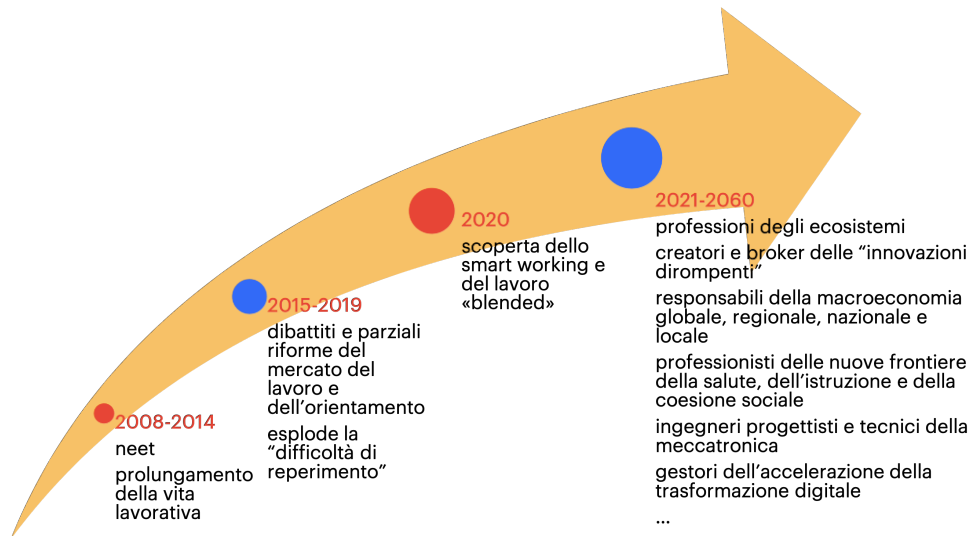 2008-2014
neet
prolungamento
della vita
lavorativa
2015-2019
dibattiti e parziali
riforme del
mercato del
lavoro e
dell’orientamento
esplode la
“difficoltà di
reperimento”
2020
scoperta dello
smart working e
del lavoro
«blended»
2021-2060
professioni degli ecosistemi
creatori e broker delle “innovazioni
dirompenti”
responsabili della macroeconomia
globale, regionale, nazionale e
locale
professionisti delle nuove frontiere
della salute, dell’istruzione e della
coesione sociale
ingegneri progettisti e tecnici della
meccatronica
gestori dell’accelerazione della
trasformazione digitale
...